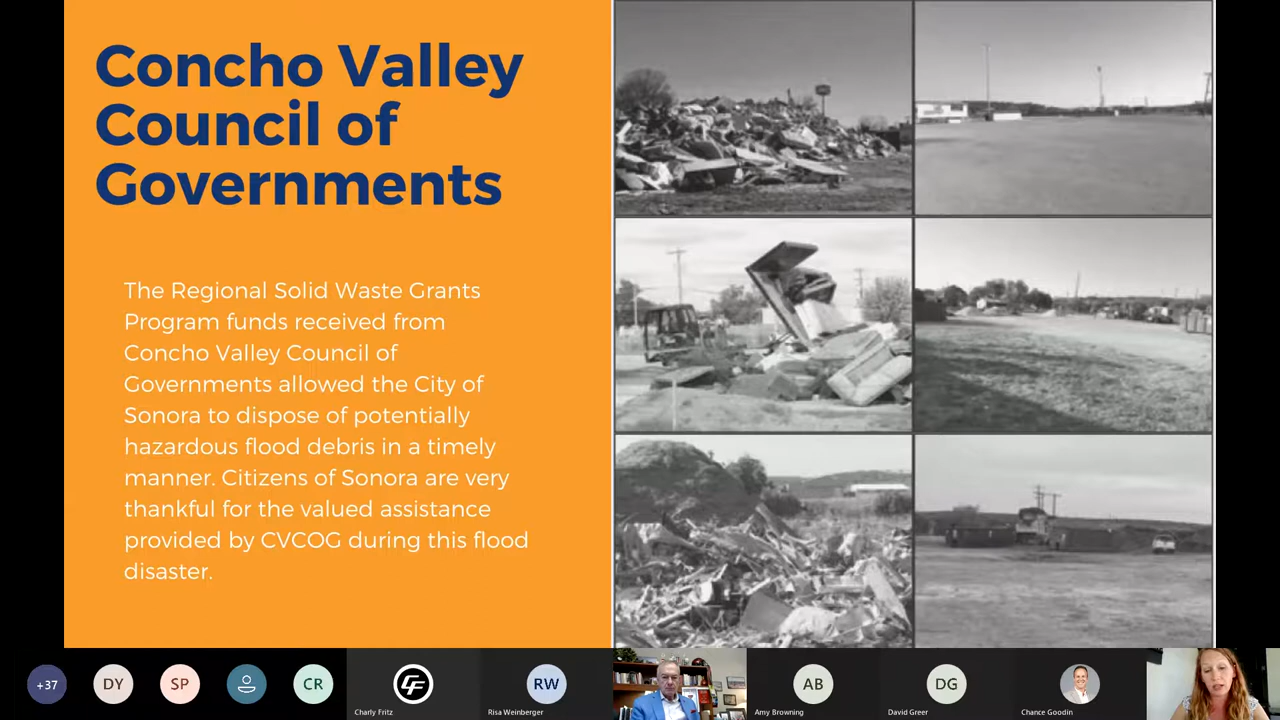 Concho Valley
Council of
Governments
The Regional Solid Waste Grants
Program funds received from
Concho Valley Council of
Governments allowed the City of
Sonora to dispose of potentially
hazardous flood debris in a timely
manner. Citizens of Sonora are very
thankful for the valued assistance
provided by CVCOG during this flood
disaster.
+37
DY
SP
CR
CF
Charly Fritz
RW
Risa Weinberger
AB
Amy Browning
DG
David Greer
Chance Goodin